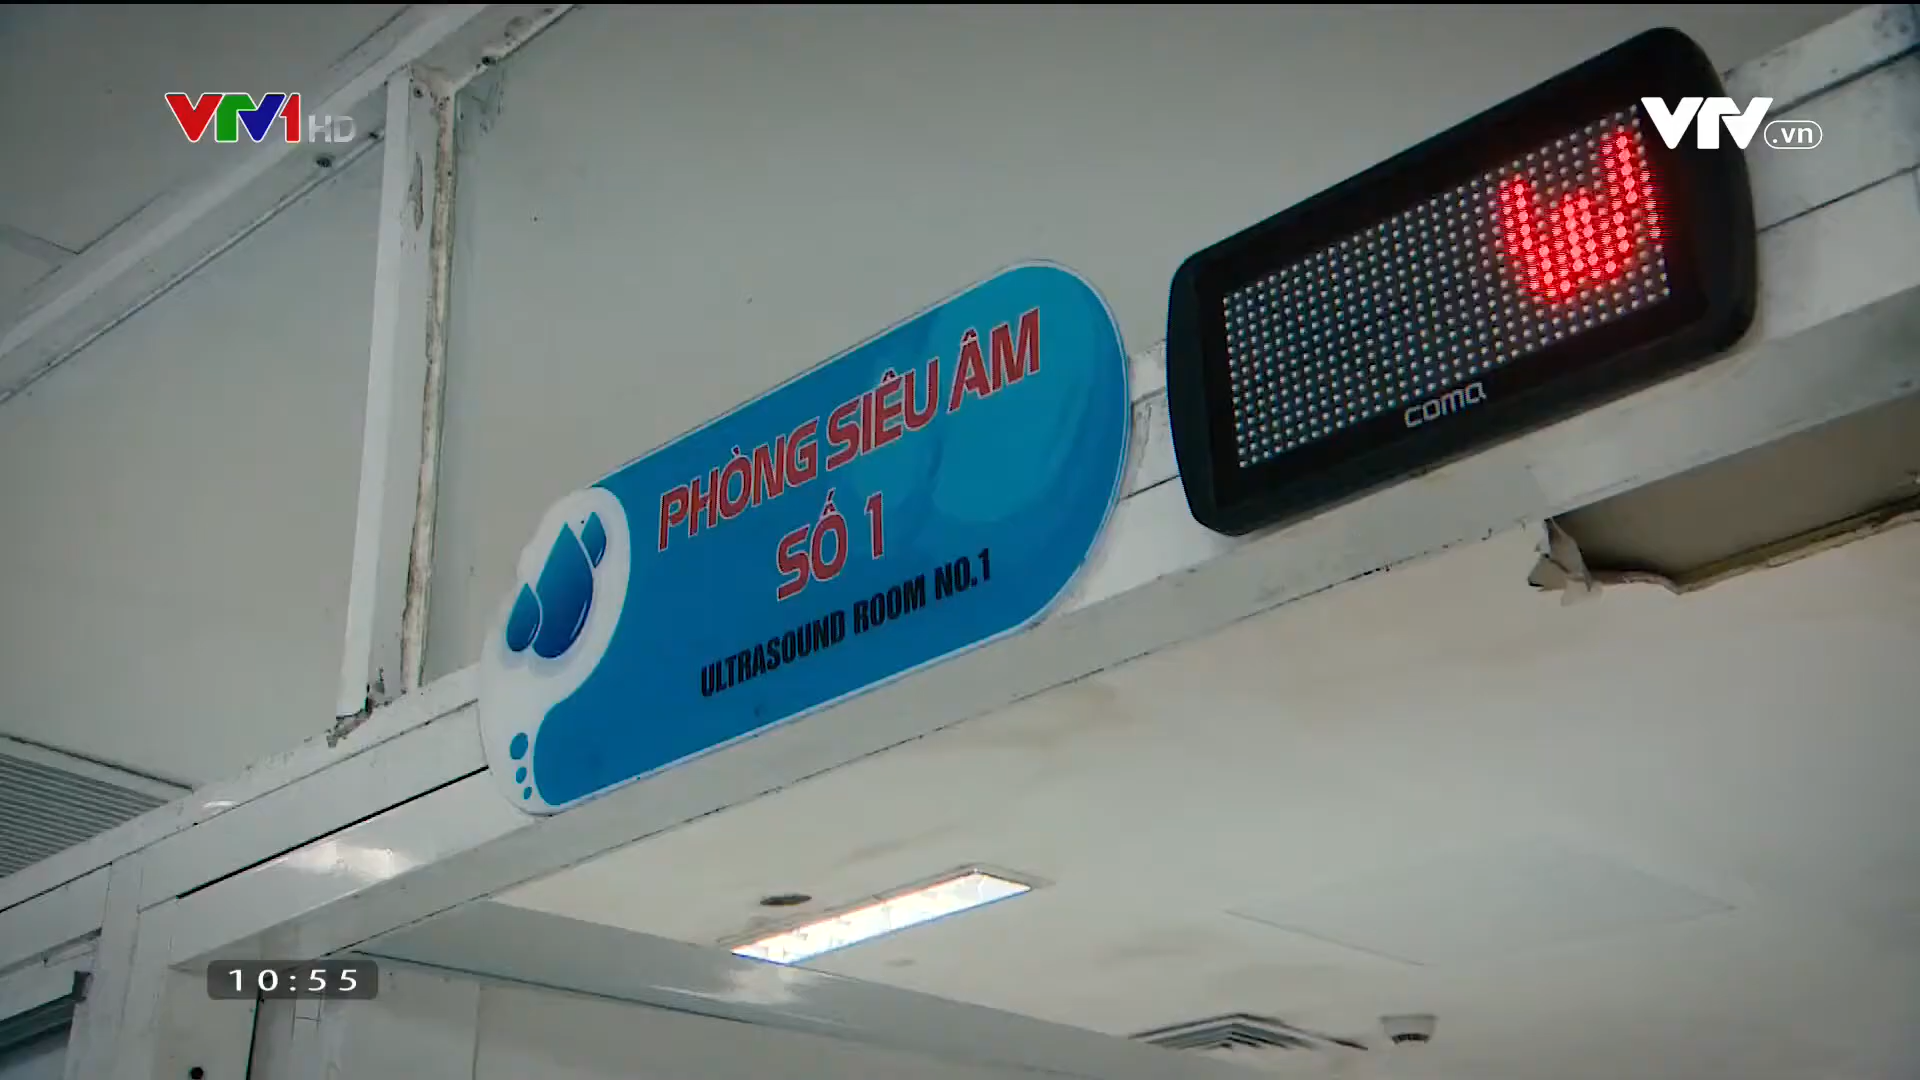 VTV1 HD
VTV.vn
coma
PHÒNG SIÊU ÂM
SỐ 1
ULTRASOUND ROOM NO.1
10:55